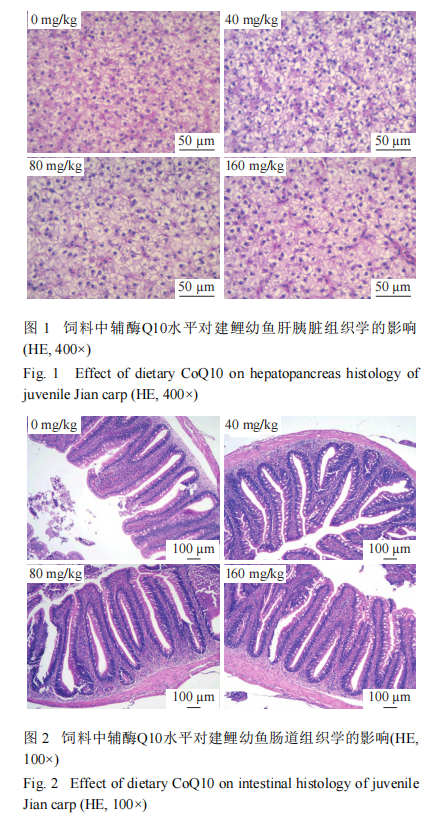 0 mg/kg 40 mg/kg
50 μm 50 μm
80 mg/kg 160 mg/kg
50 μm 50 μm
图 1 饲料中辅酶Q10水平对建鲤幼鱼肝胰脏组织学的影响
(HE, 400×)
Fig. 1 Effect of dietary CoQ10 on hepatopancreas histology of
juvenile Jian carp (HE, 400×)
0 mg/kg 40 mg/kg
100 μm 100 μm
80 mg/kg 160 mg/kg
100 μm 100 μm
图 2 饲料中辅酶Q10水平对建鲤幼鱼肠道组织学的影响(HE,
100×)
Fig. 2 Effect of dietary CoQ10 on intestinal histology of juvenile
Jian carp (HE, 100×)